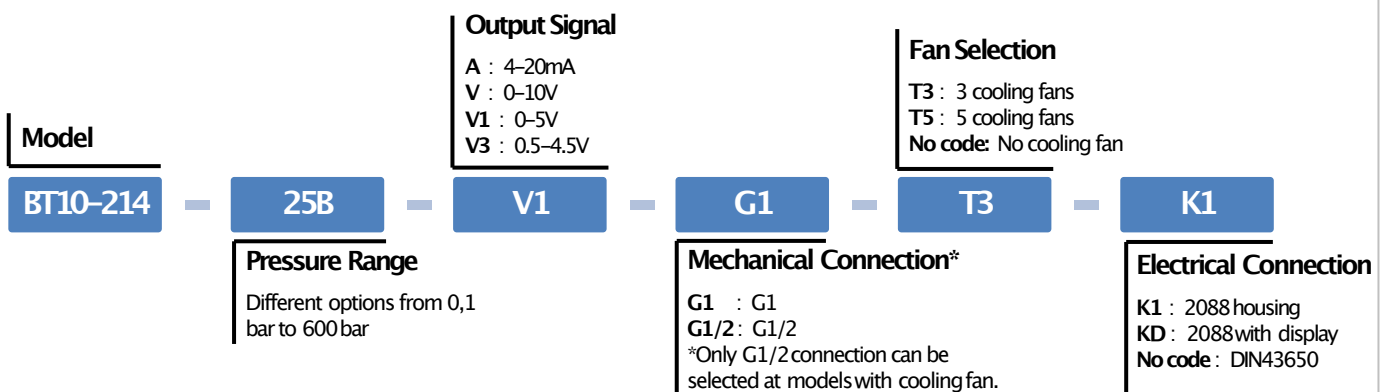 Output Signal
A : 4–20mA
V : 0–10V
V1 : 0–5V
V3 : 0.5–4.5V
Fan Selection
T3 : 3 cooling fans
T5 : 5 cooling fans
No code: No cooling fan
Model
BT10–214 – 25B – V1 – G1 – T3 – K1
Pressure Range
Different options from 0,1
bar to 600 bar
Mechanical Connection*
G1 : G1
G1/2 : G1/2
*Only G1/2 connection can be
selected at models with cooling fan.
Electrical Connection
K1 : 2088 housing
KD : 2088 with display
No code : DIN43650